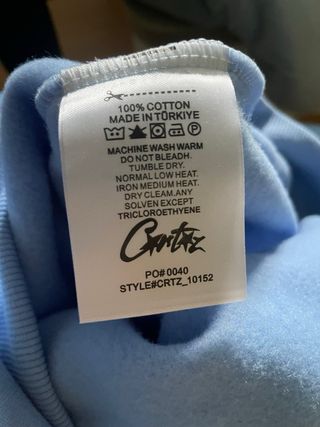 100% COTTON
MADE IN TÜRKIYE
MACHINE WASH WARM
DO NOT BLEADH.
TUMBLE DRY.
NORMAL LOW HEAT.
IRON MEDIUM HEAT.
DRY CLEAM.ANY
SOLVEN EXCEPT
TRICLOROETHYENE
Crtz
PO# 0040
STYLE#CRTZ_10152